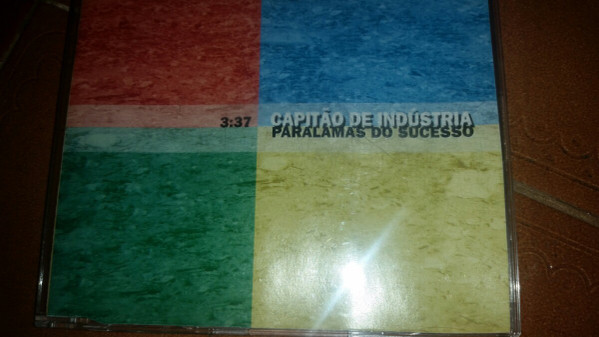 3:37 CAPITÃO DE INDÚSTRIA
PARALAMAS DO SUCESSO